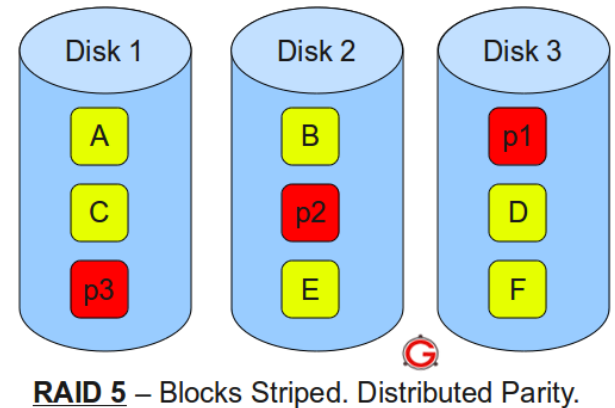 Disk 1 Disk 2 Disk 3
A B p1
C p2 D
p3 E F
G
RAID 5 – Blocks Striped. Distributed Parity.